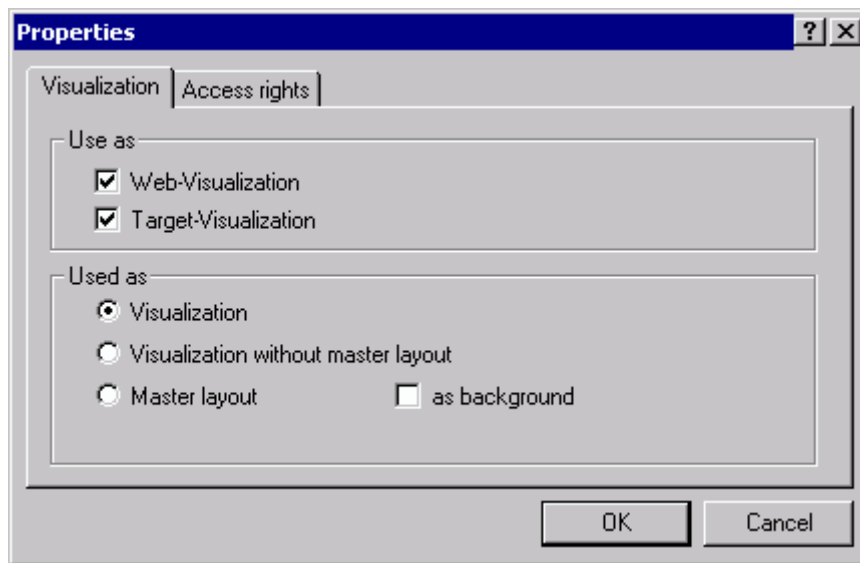 Properties
Visualization Access rights
Use as
Web-Visualization
Target-Visualization
Used as
Visualization
Visualization without master layout
Master layout as background
OK Cancel